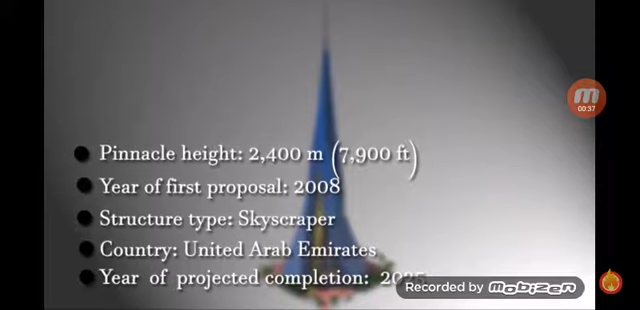 Pinnacle height: 2,400 m (7,900 ft)
Year of first proposal: 2008
Structure type: Skyscraper
Country: United Arab Emirates
Year of projected completion:
M
00:37
Recorded by mobizen